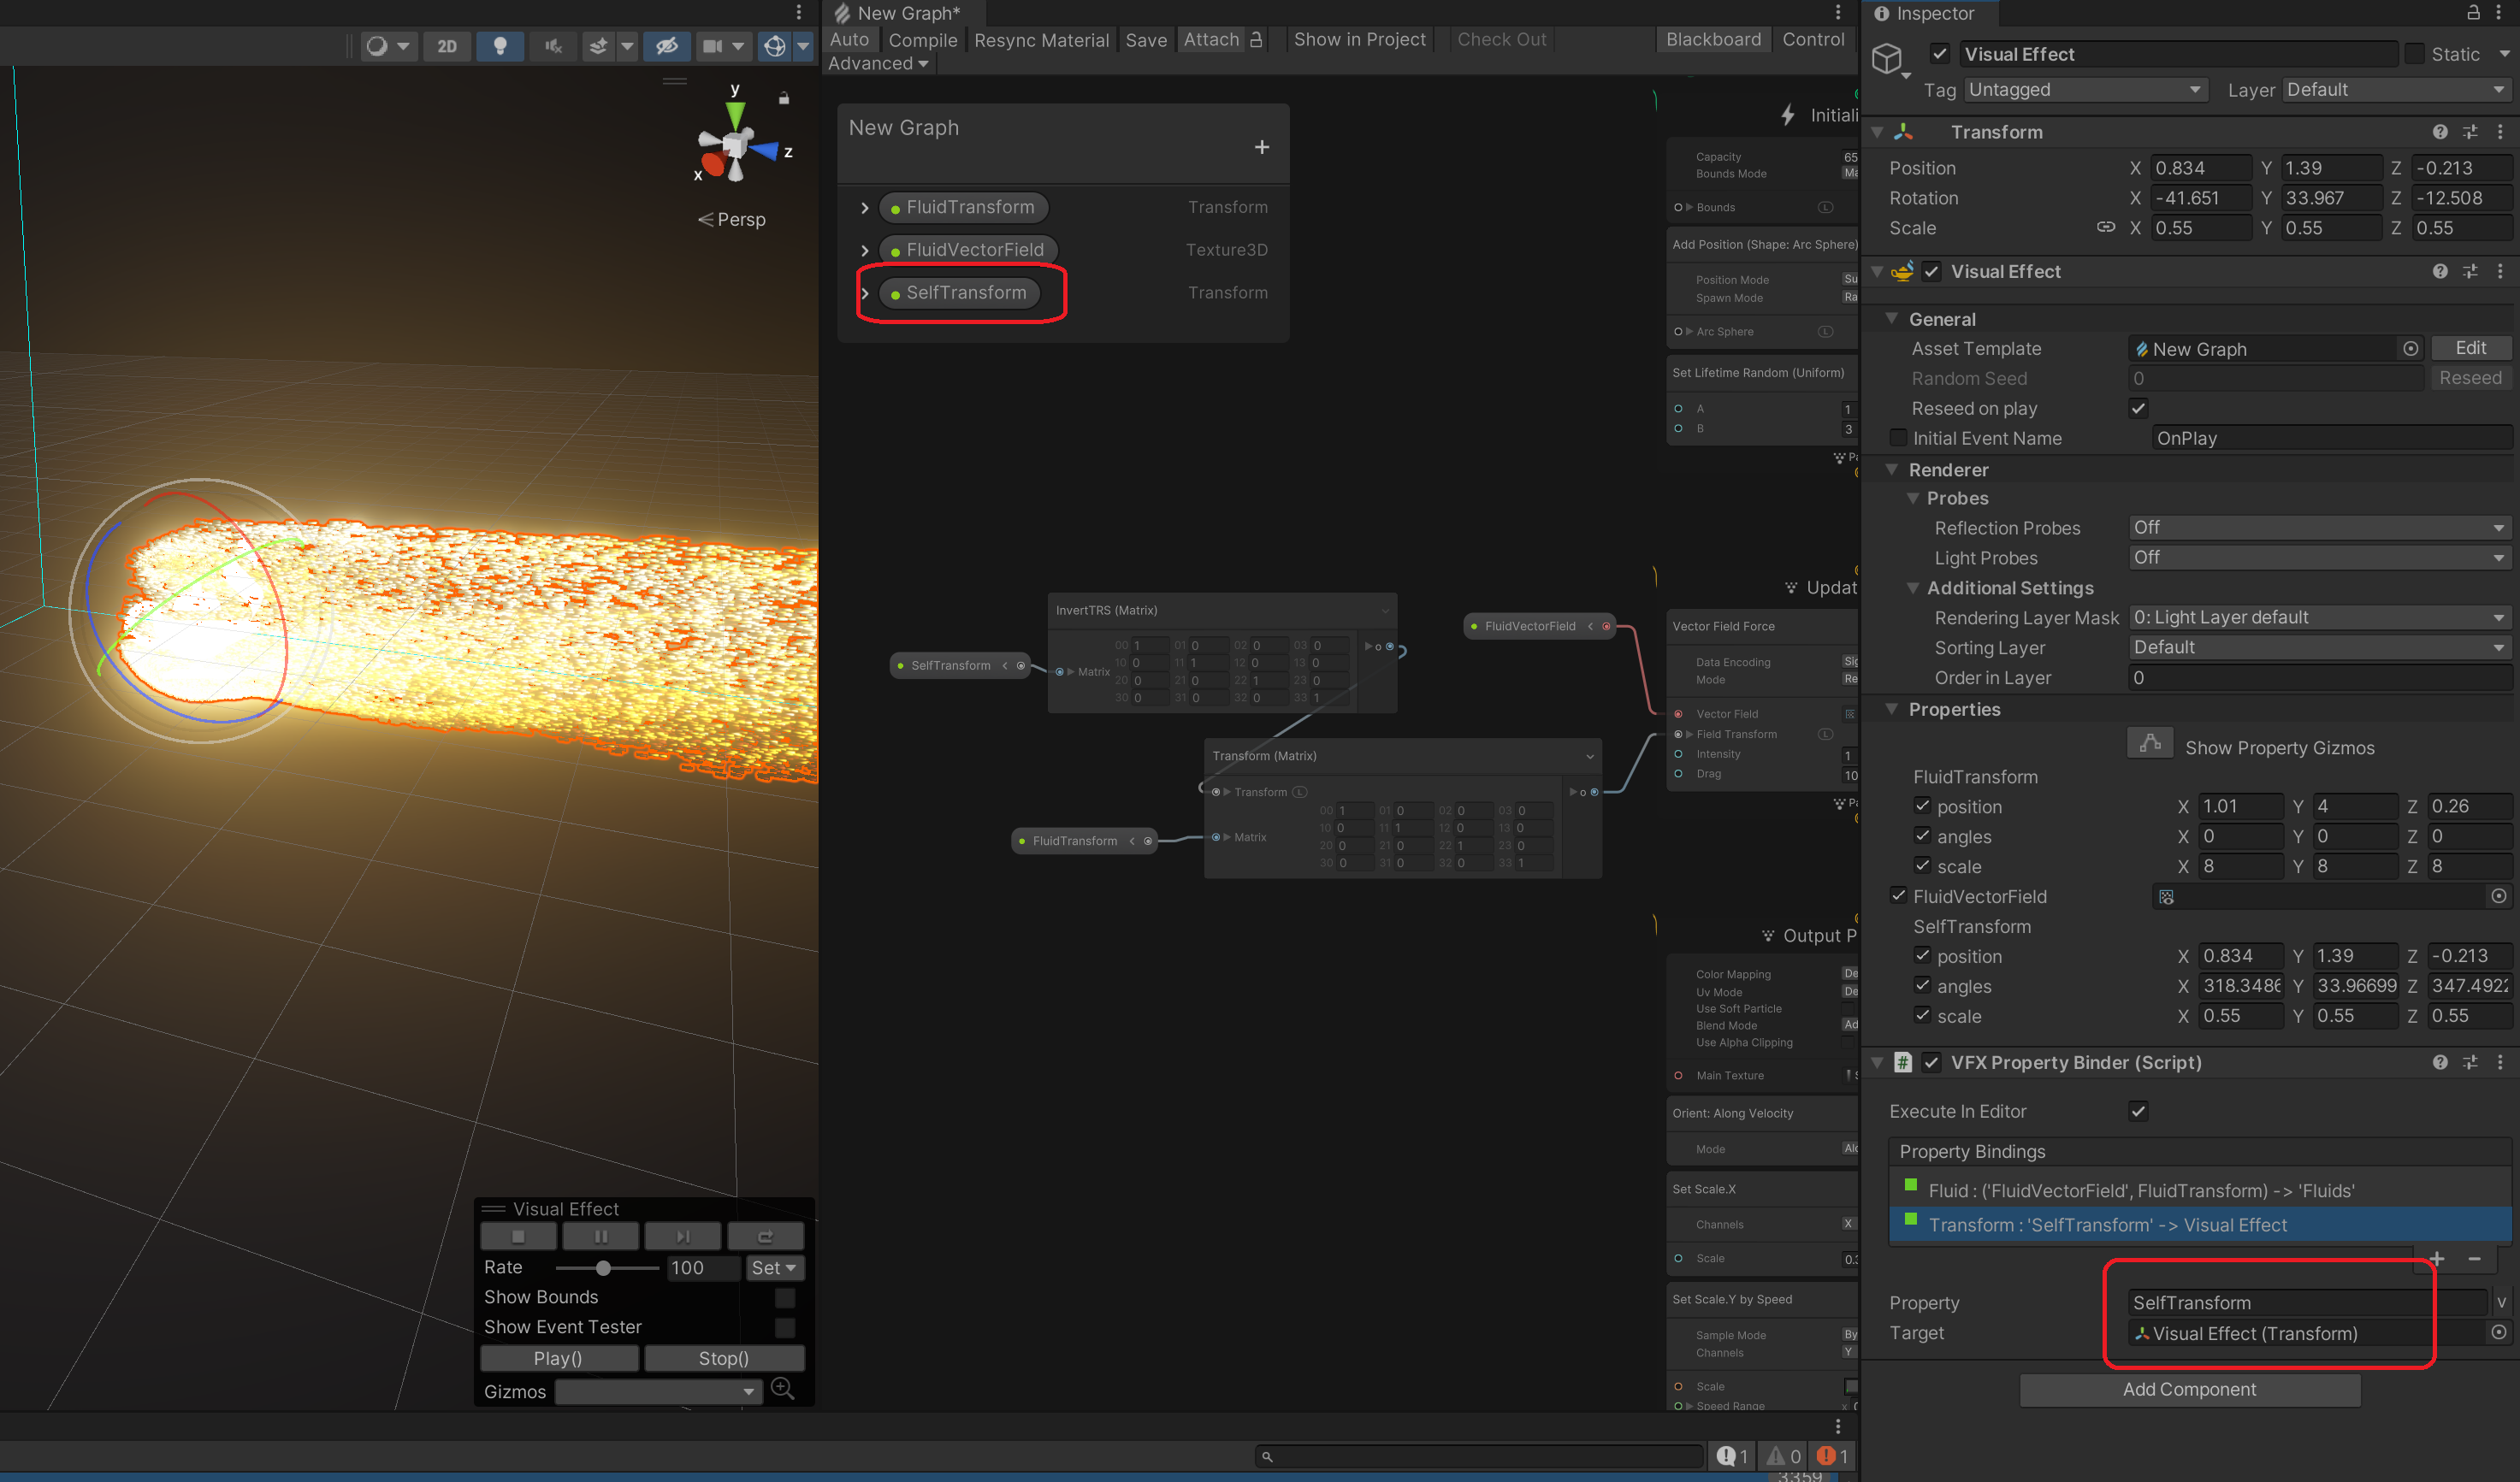 New Graph*
Auto
Compile
Resync Material
Save
Attach
Show in Project
Check Out
Blackboard
Control
Advanced
2D
y
z
x
Persp
New Graph
+
FluidTransform
Transform
FluidVectorField
Texture3D
SelfTransform
Transform
InvertTRS (Matrix)
SelfTransform
Matrix
00 1 01 0 02 0 03 0
10 0 11 1 12 0 13 0
20 0 21 0 22 1 23 0
30 0 31 0 32 0 33 1
o
FluidVectorField
Transform (Matrix)
Transform
L
FluidTransform
Matrix
00 1 01 0 02 0 03 0
10 0 11 1 12 0 13 0
20 0 21 0 22 1 23 0
30 0 31 0 32 0 33 1
o
Initiali
Capacity 65
Bounds Mode Ma
Bounds L
Add Position (Shape: Arc Sphere)
Position Mode Su
Spawn Mode Ra
Arc Sphere L
Set Lifetime Random (Uniform)
A 1
B 3
Pa
Updat
Vector Field Force
Data Encoding Sig
Mode Re
Vector Field
Field Transform L
Intensity 1
Drag 10
Pa
Output P
Color Mapping De
Uv Mode De
Use Soft Particle
Blend Mode Ad
Use Alpha Clipping
Main Texture
Orient: Along Velocity
Mode Alo
Set Scale.X
Channels X
Scale 0.3
Set Scale.Y by Speed
Sample Mode By
Channels Y
Scale
Speed Range x
Visual Effect
Rate 100 Set
Show Bounds
Show Event Tester
Play() Stop()
Gizmos
1 0 1
3359
Inspector
Visual Effect Static
Tag Untagged Layer Default
Transform
Position X 0.834 Y 1.39 Z -0.213
Rotation X -41.651 Y 33.967 Z -12.508
Scale X 0.55 Y 0.55 Z 0.55
Visual Effect
General
Asset Template New Graph Edit
Random Seed 0 Reseed
Reseed on play
Initial Event Name OnPlay
Renderer
Probes
Reflection Probes Off
Light Probes Off
Additional Settings
Rendering Layer Mask 0: Light Layer default
Sorting Layer Default
Order in Layer 0
Properties
Show Property Gizmos
FluidTransform
position X 1.01 Y 4 Z 0.26
angles X 0 Y 0 Z 0
scale X 8 Y 8 Z 8
FluidVectorField
SelfTransform
position X 0.834 Y 1.39 Z -0.213
angles X 318.3486 Y 33.96699 Z 347.4922
scale X 0.55 Y 0.55 Z 0.55
# VFX Property Binder (Script)
Execute In Editor
Property Bindings
Fluid : ('FluidVectorField', FluidTransform) -> 'Fluids'
Transform : 'SelfTransform' -> Visual Effect
+ −
Property SelfTransform v
Target Visual Effect (Transform)
Add Component